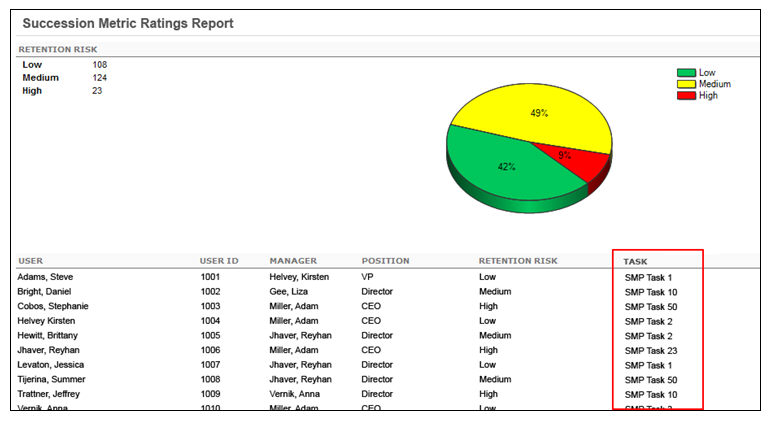 Succession Metric Ratings Report
RETENTION RISK
Low 108
Medium 124
High 23
Low
Medium
High
49%
9%
42%
USER USER ID MANAGER POSITION RETENTION RISK TASK
Adams, Steve 1001 Helvey, Kirsten VP Low SMP Task 1
Bright, Daniel 1002 Gee, Liza Director Medium SMP Task 10
Cobos, Stephanie 1003 Miller, Adam CEO High SMP Task 50
Helvey Kirsten 1004 Miller, Adam CEO Low SMP Task 2
Hewitt, Brittany 1005 Jhaver, Reyhan Director Medium SMP Task 2
Jhaver, Reyhan 1006 Miller, Adam CEO High SMP Task 23
Levaton, Jessica 1007 Jhaver, Reyhan Director Low SMP Task 1
Tijerina, Summer 1008 Jhaver, Reyhan Director Medium SMP Task 50
Trattner, Jeffrey 1009 Vernik, Anna Director High SMP Task 10
Vernik, Anna 1010 Miller, Adam CEO Low SMP Task